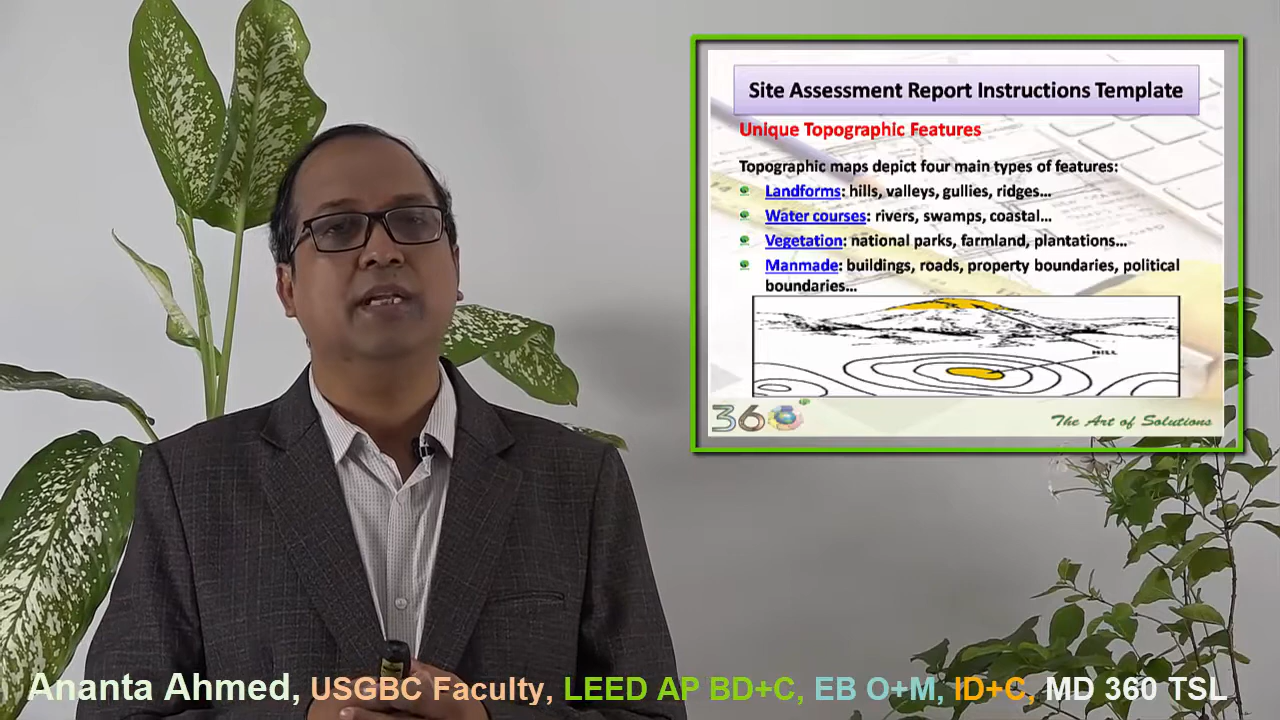 Site Assessment Report Instructions Template
Unique Topographic Features
Topographic maps depict four main types of features:
Landforms: hills, valleys, gullies, ridges...
Water courses: rivers, swamps, coastal...
Vegetation: national parks, farmland, plantations...
Manmade: buildings, roads, property boundaries, political
boundaries...
HILL
360
The Art of Solutions
Ananta Ahmed, USGBC Faculty, LEED AP BD+C, EB O+M, ID+C, MD 360 TSL